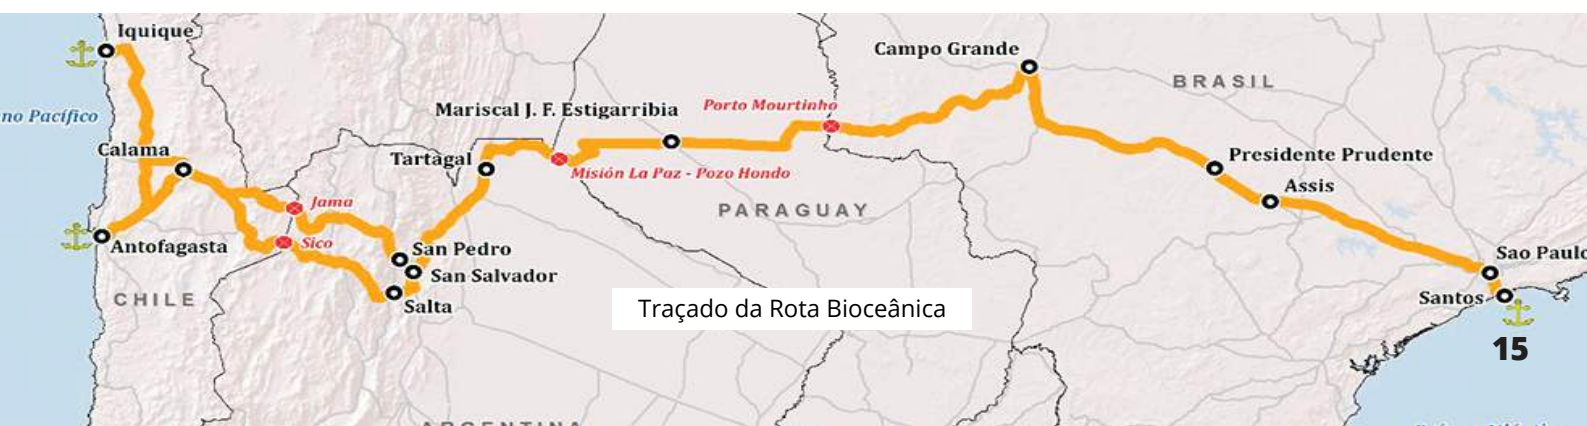 Iquique
Campo Grande
BRASIL
Mariscal J. F. Estigarribia
Porto Mourtinho
no Pacífico
Calama
Tartagal
Misión La Paz - Pozo Hondo
Presidente Prudente
Assis
Jama
PARAGUAY
Antofagasta
Sico
San Pedro
San Salvador
Sao Paulo
CHILE
Salta
Traçado da Rota Bioceânica
Santos
15
ARGENTINA